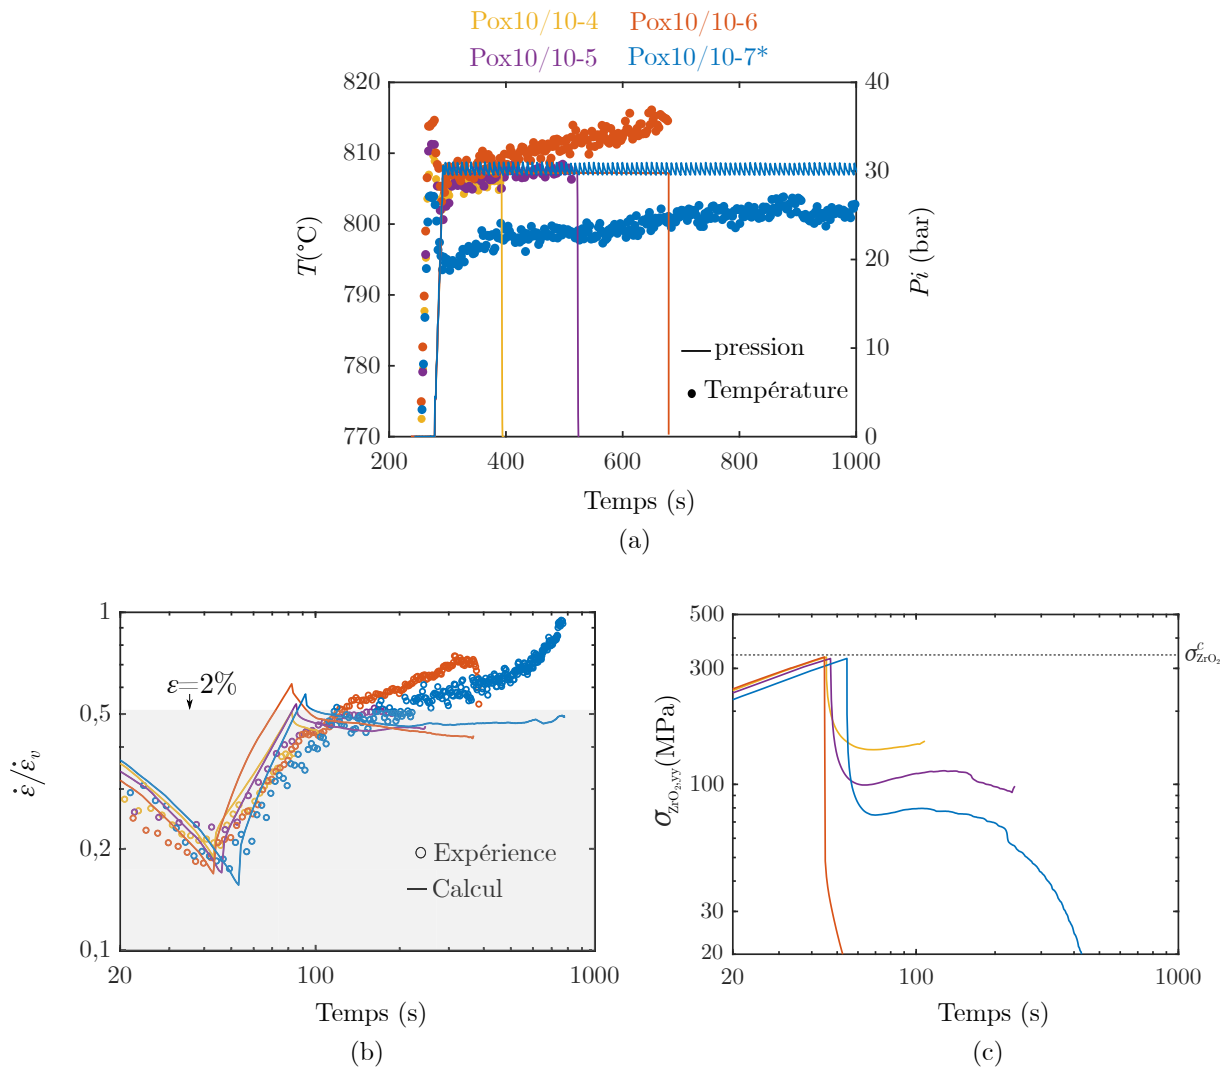 Pox10/10-4 Pox10/10-6
Pox10/10-5 Pox10/10-7*
820
810
800
790
780
770
T(°C)
40
30
20
10
0
Pi (bar)
pression
Température
200 400 600 800 1000
Temps (s)
(a)
1
0.5
0.2
0,1
ε̇/ε̇v
ε=2%
Expérience
Calcul
20 100 1000
Temps (s)
(b)
500
300
100
30
20
σZrO₂,yy(MPa)
σᶜZrO₂
20 100 1000
Temps (s)
(c)